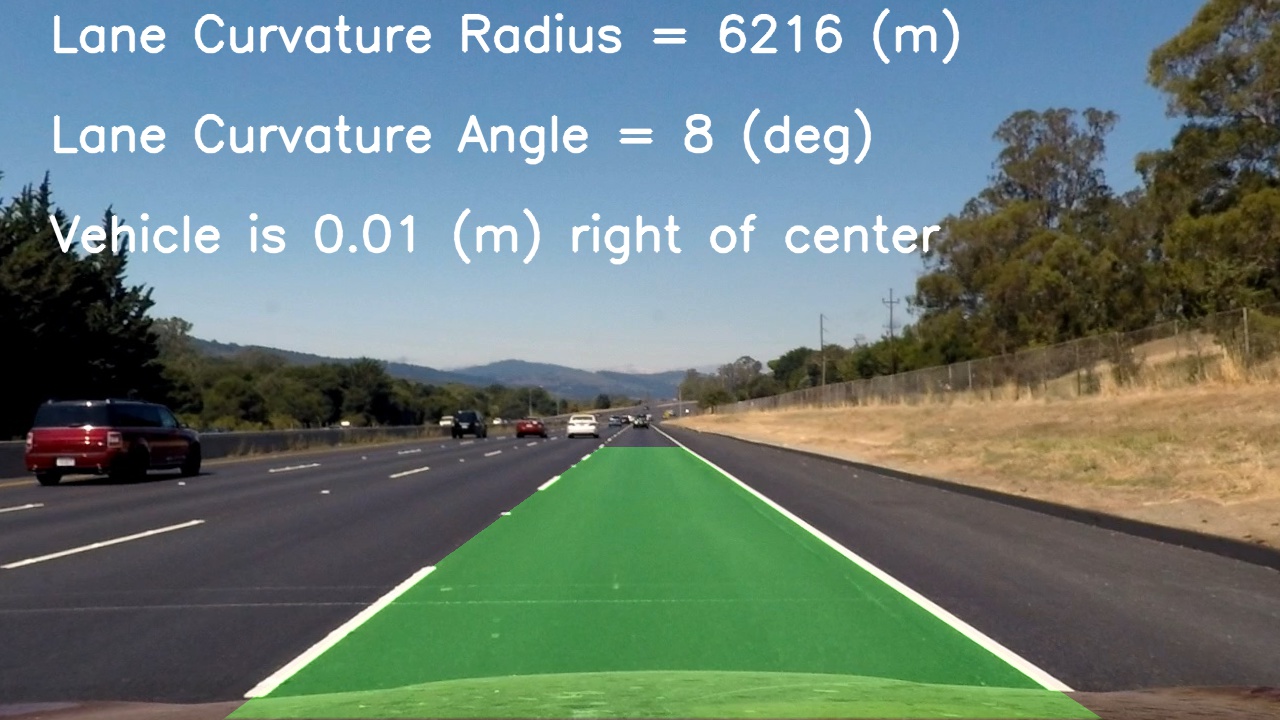 Lane Curvature Radius = 6216 (m)
Lane Curvature Angle = 8 (deg)
Vehicle is 0.01 (m) right of center